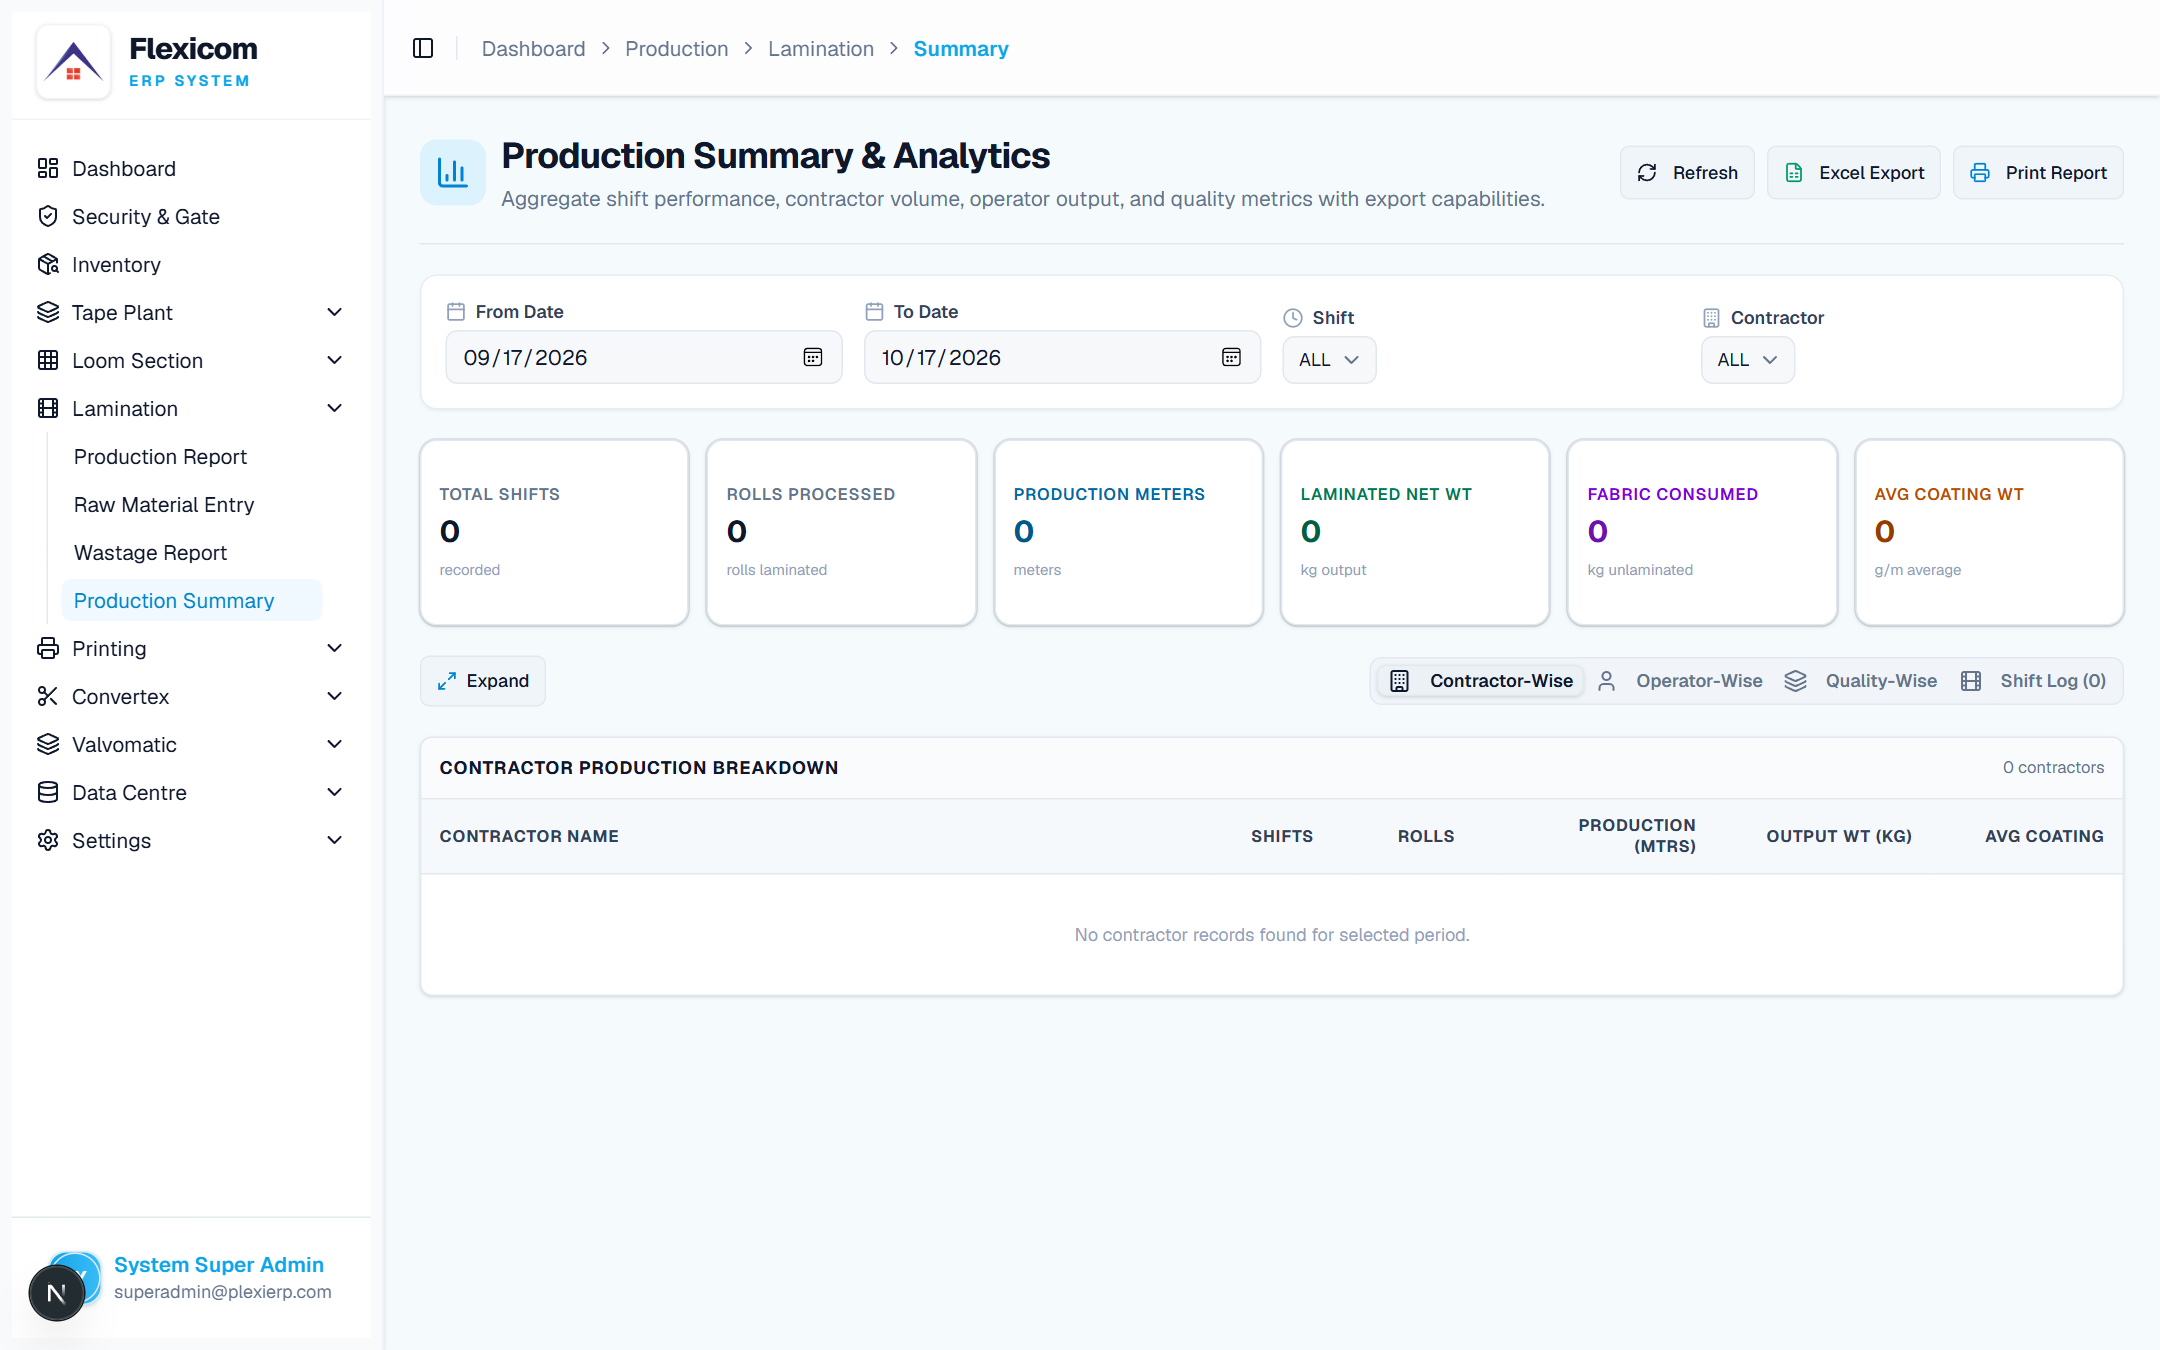 Flexicom
ERP SYSTEM
Dashboard
Security & Gate
Inventory
Tape Plant
Loom Section
Lamination
Production Report
Raw Material Entry
Wastage Report
Production Summary
Printing
Convertex
Valvomatic
Data Centre
Settings
System Super Admin
superadmin@plexierp.com
N
Dashboard > Production > Lamination > Summary
Production Summary & Analytics
Aggregate shift performance, contractor volume, operator output, and quality metrics with export capabilities.
Refresh
Excel Export
Print Report
From Date
09/17/2026
To Date
10/17/2026
Shift
ALL
Contractor
ALL
TOTAL SHIFTS
0
recorded
ROLLS PROCESSED
0
rolls laminated
PRODUCTION METERS
0
meters
LAMINATED NET WT
0
kg output
FABRIC CONSUMED
0
kg unlaminated
AVG COATING WT
0
g/m average
Expand
Contractor-Wise
Operator-Wise
Quality-Wise
Shift Log (0)
CONTRACTOR PRODUCTION BREAKDOWN
0 contractors
CONTRACTOR NAME
SHIFTS
ROLLS
PRODUCTION
(MTRS)
OUTPUT WT (KG)
AVG COATING
No contractor records found for selected period.